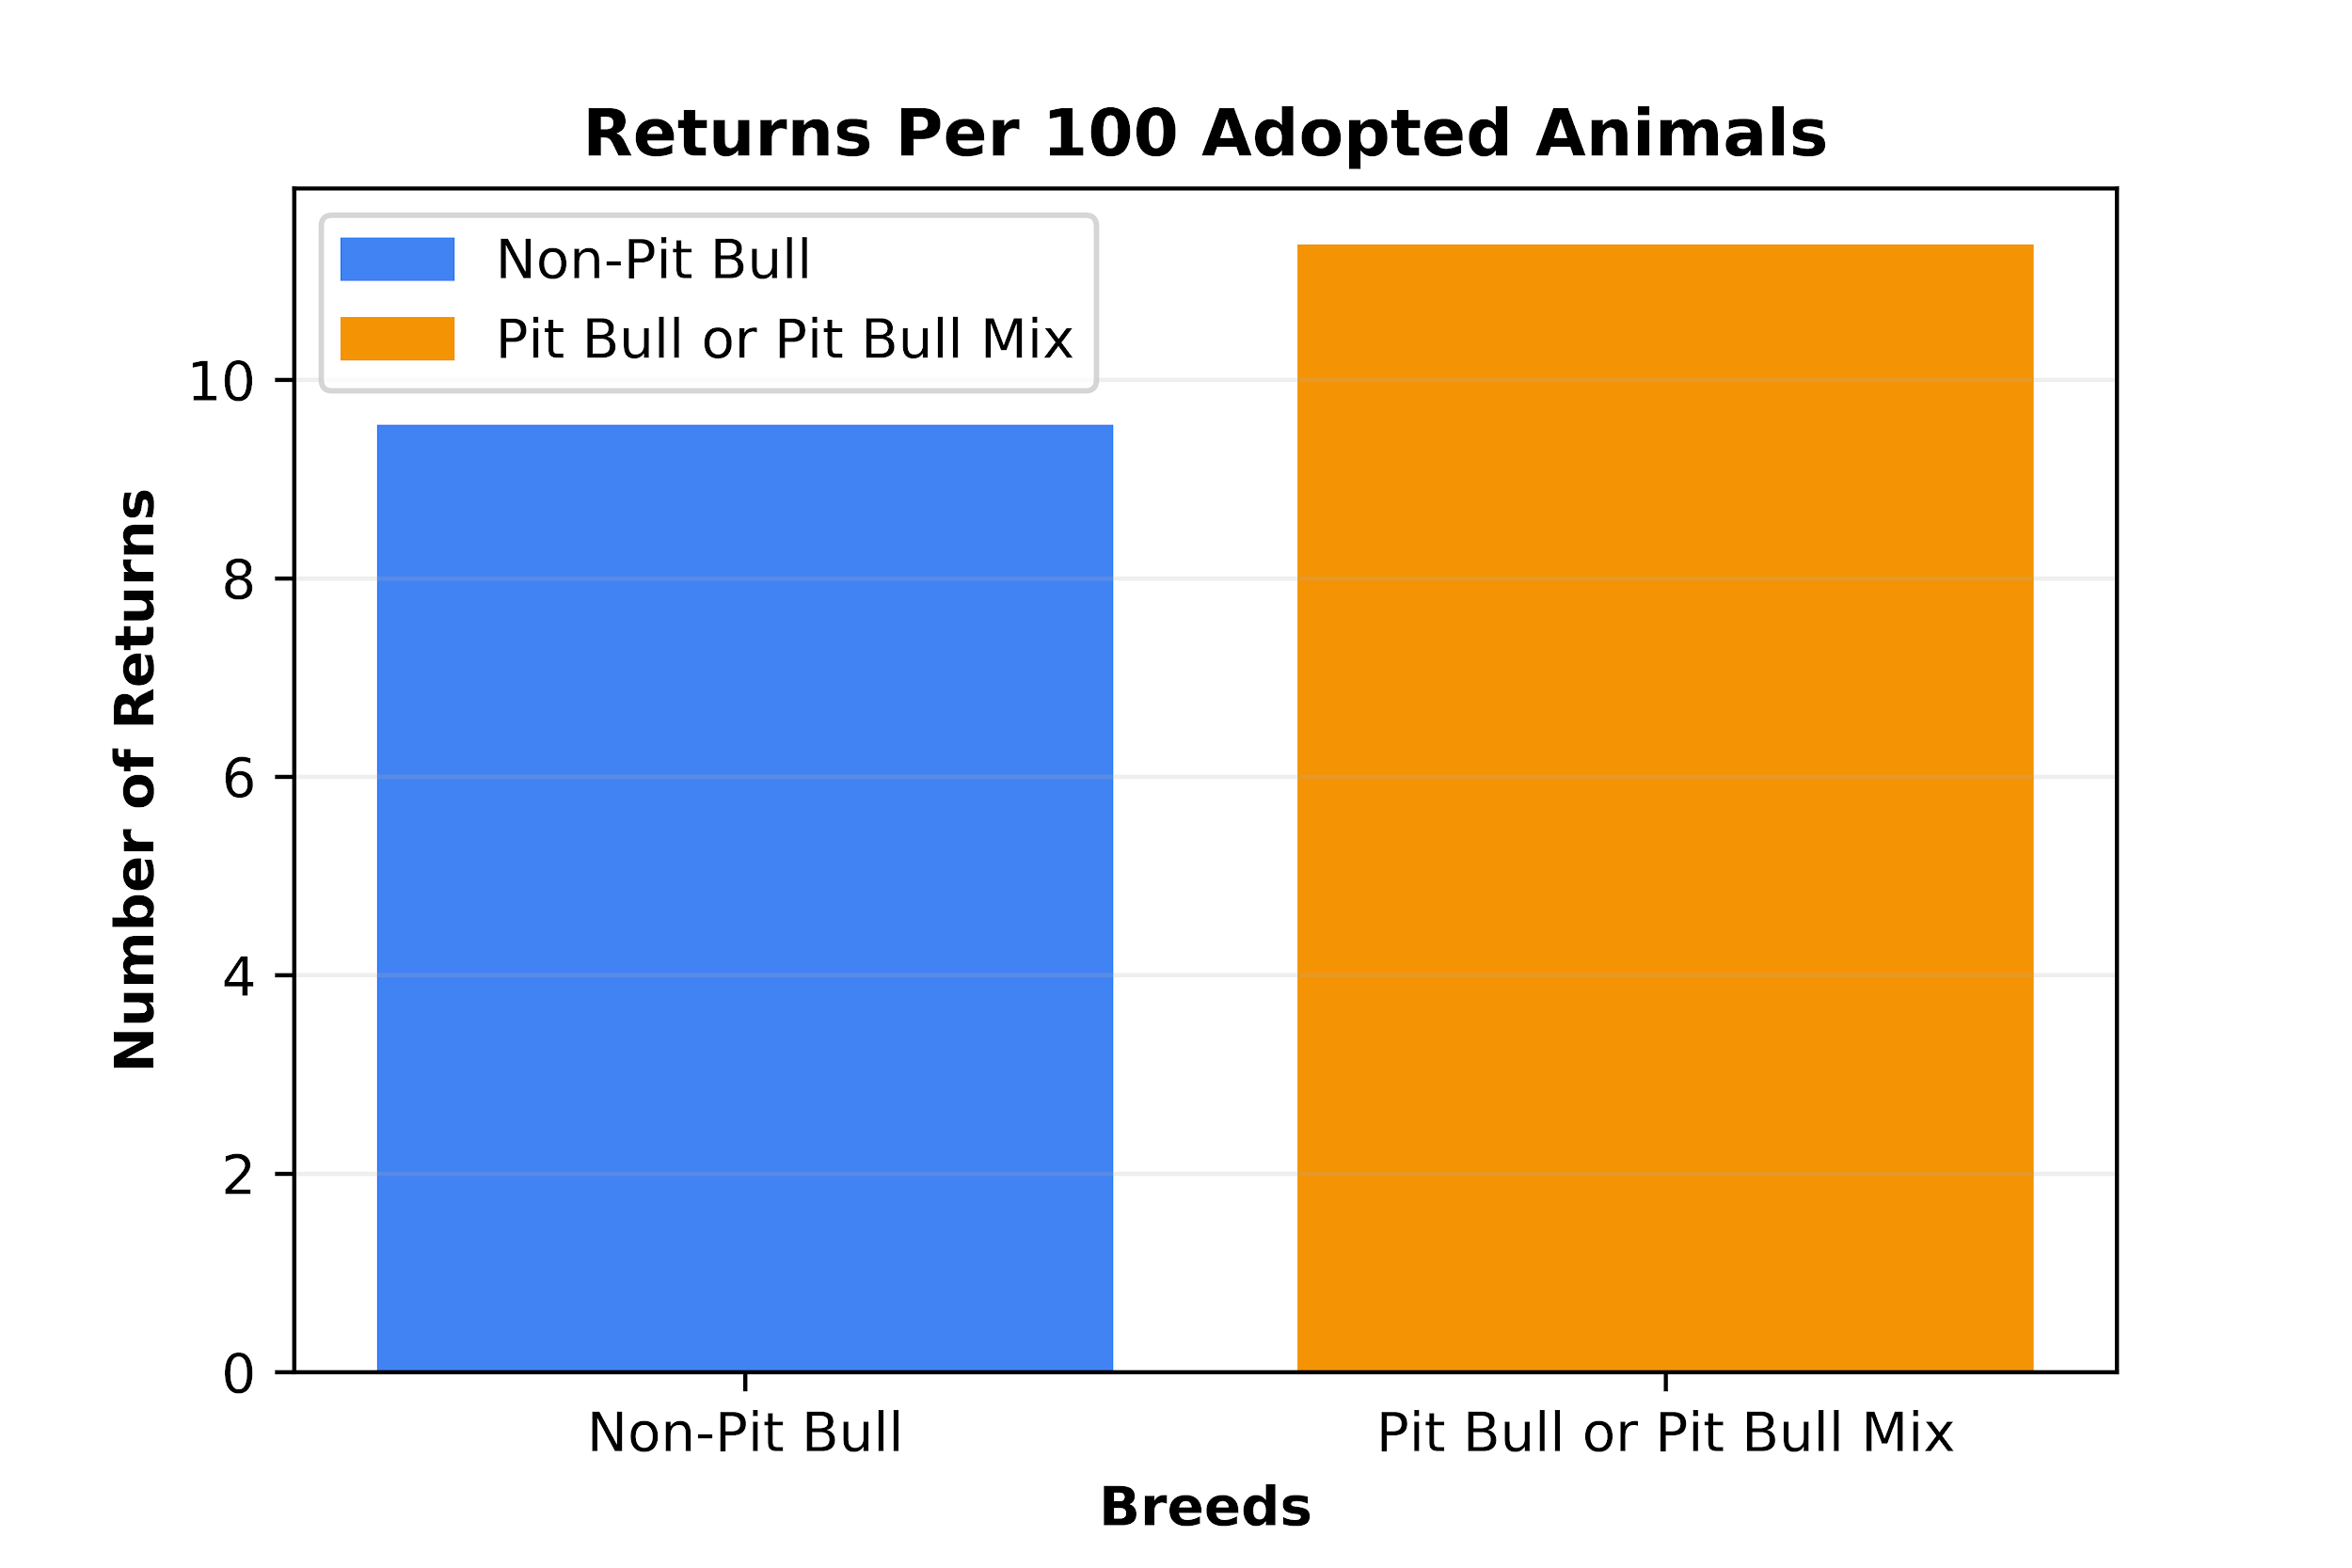 Returns Per 100 Adopted Animals
Non-Pit Bull
Pit Bull or Pit Bull Mix
10
8
6
4
2
0
Number of Returns
Non-Pit Bull
Pit Bull or Pit Bull Mix
Breeds